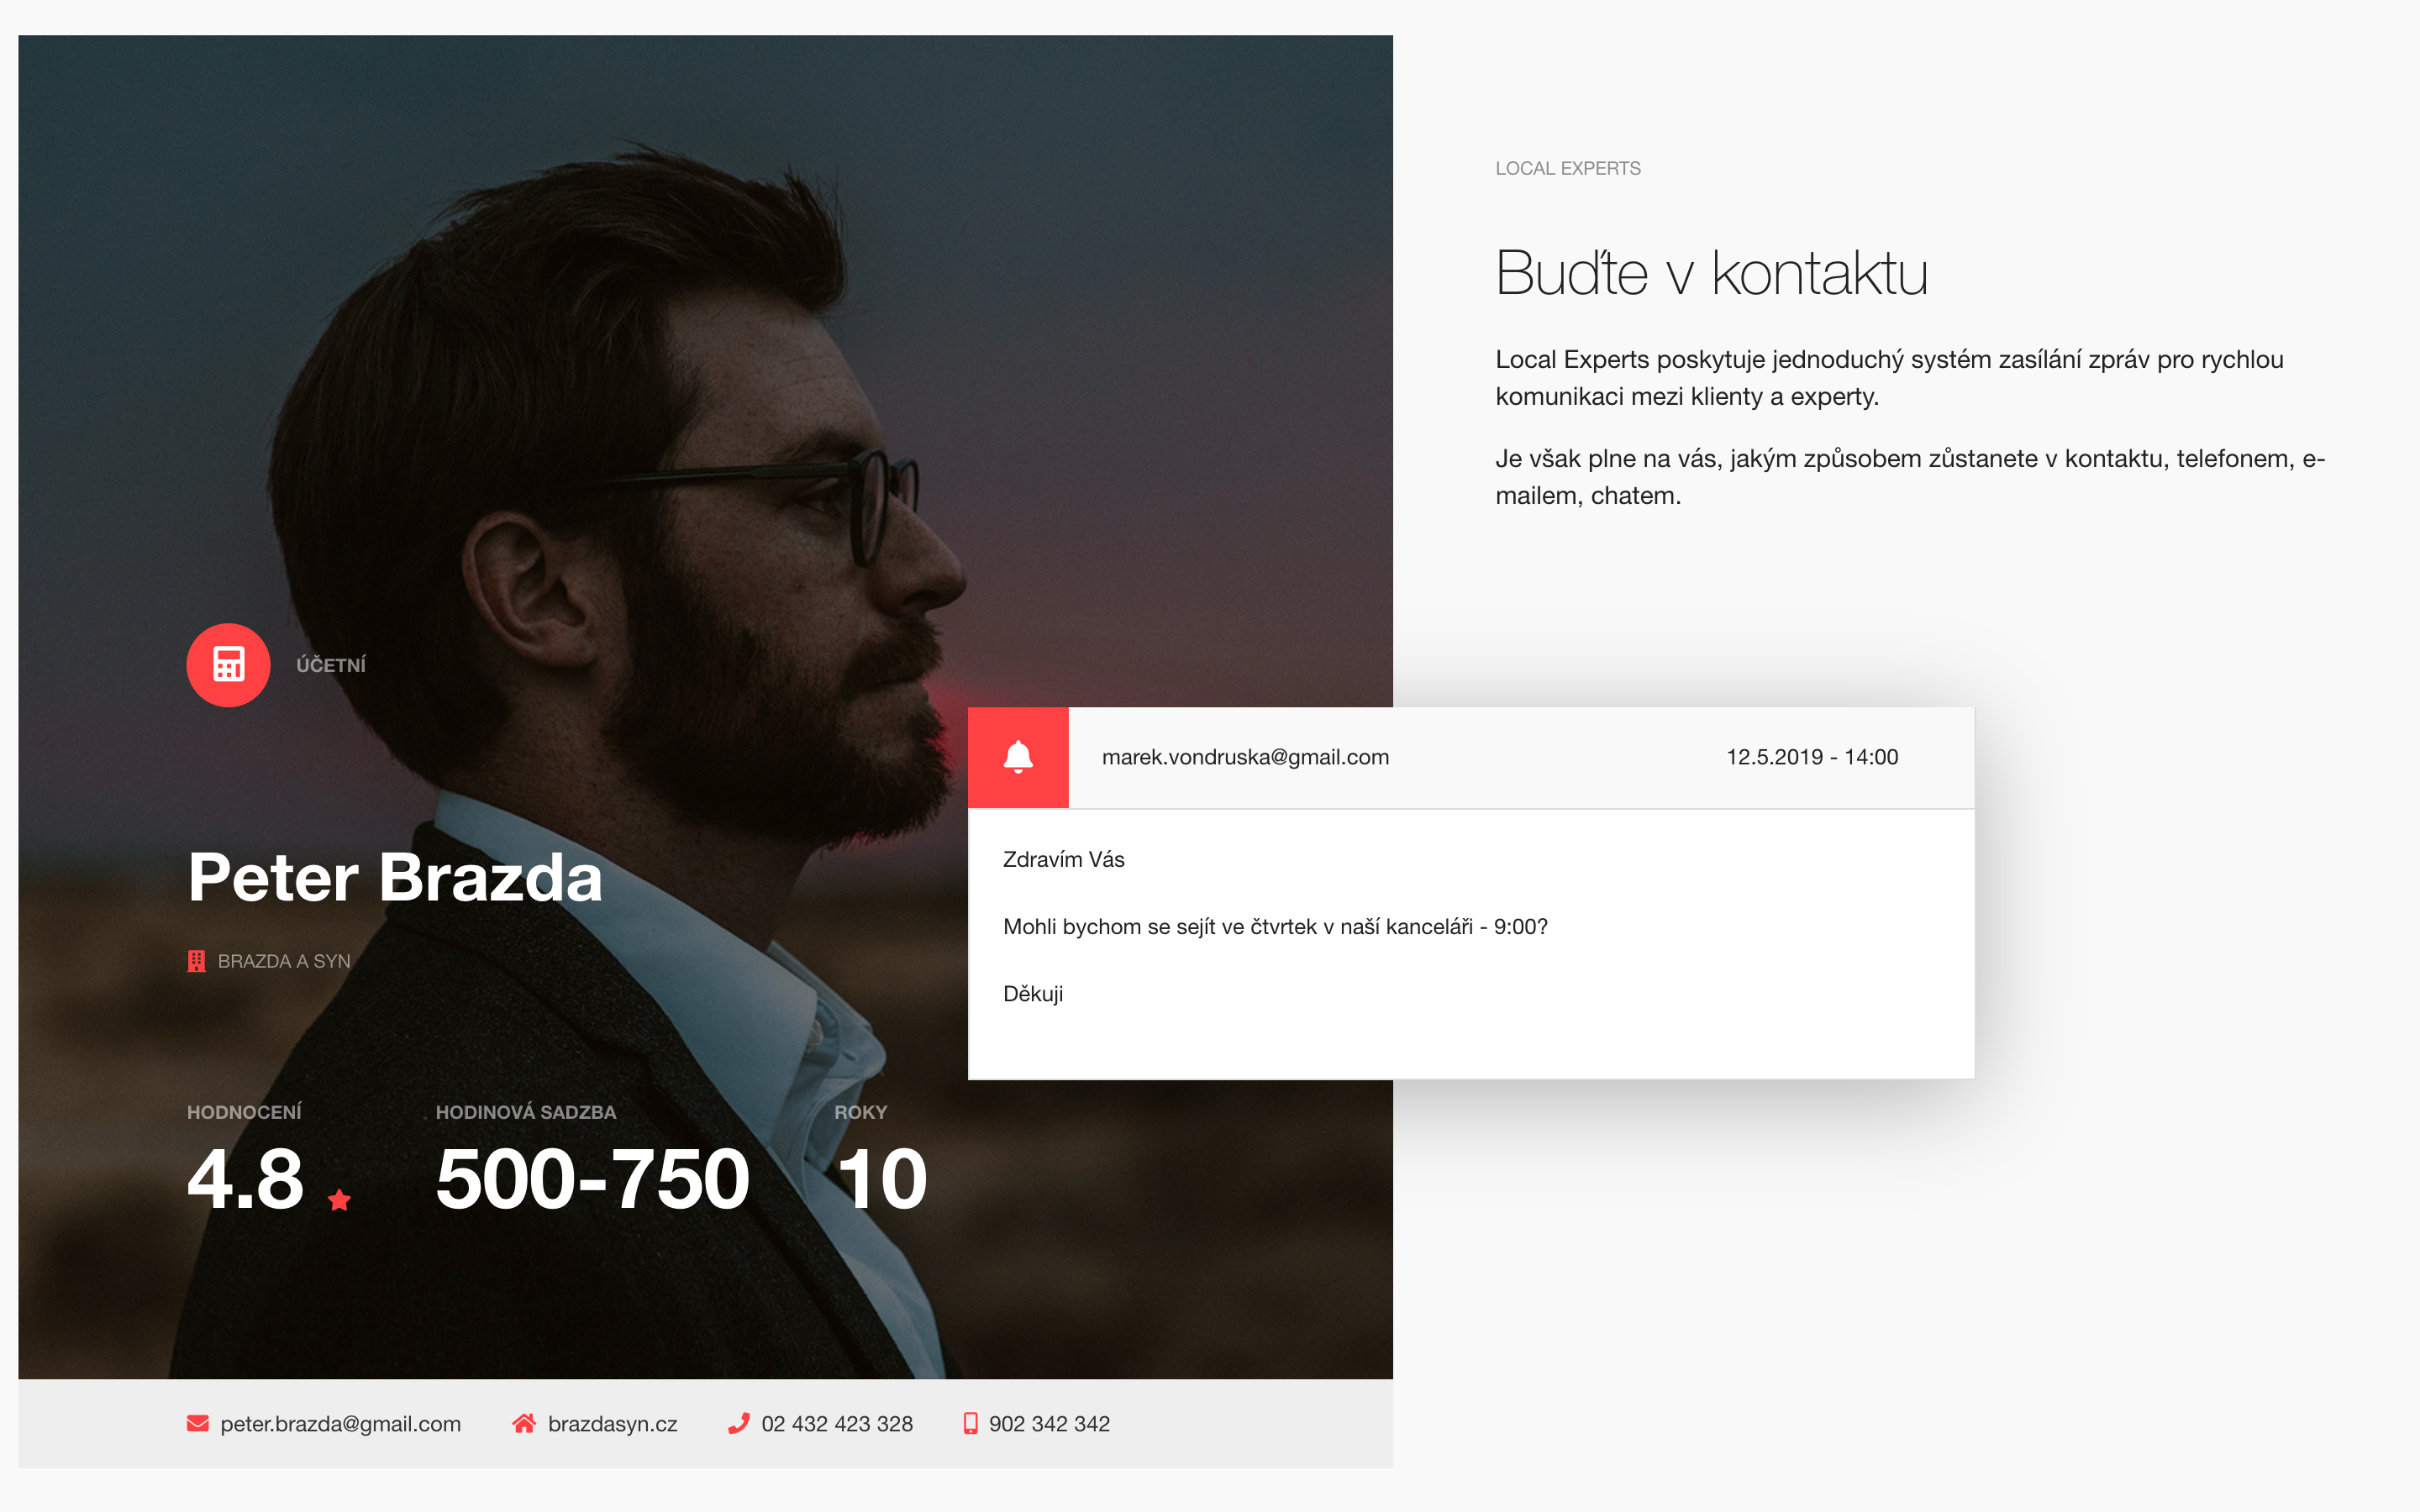 LOCAL EXPERTS
Buďte v kontaktu
Local Experts poskytuje jednoduchý systém zasílání zpráv pro rychlou
komunikaci mezi klienty a experty.
Je však plne na vás, jakým způsobem zůstanete v kontaktu, telefonem, e-
mailem, chatem.
ÚČETNÍ
Peter Brazda
BRAZDA A SYN
HODNOCENÍ HODINOVÁ SADZBA ROKY
4.8 500-750 10
marek.vondruska@gmail.com 12.5.2019 - 14:00
Zdravím Vás
Mohli bychom se sejít ve čtvrtek v naší kanceláři - 9:00?
Děkuji
peter.brazda@gmail.com brazdasyn.cz 02 432 423 328 902 342 342